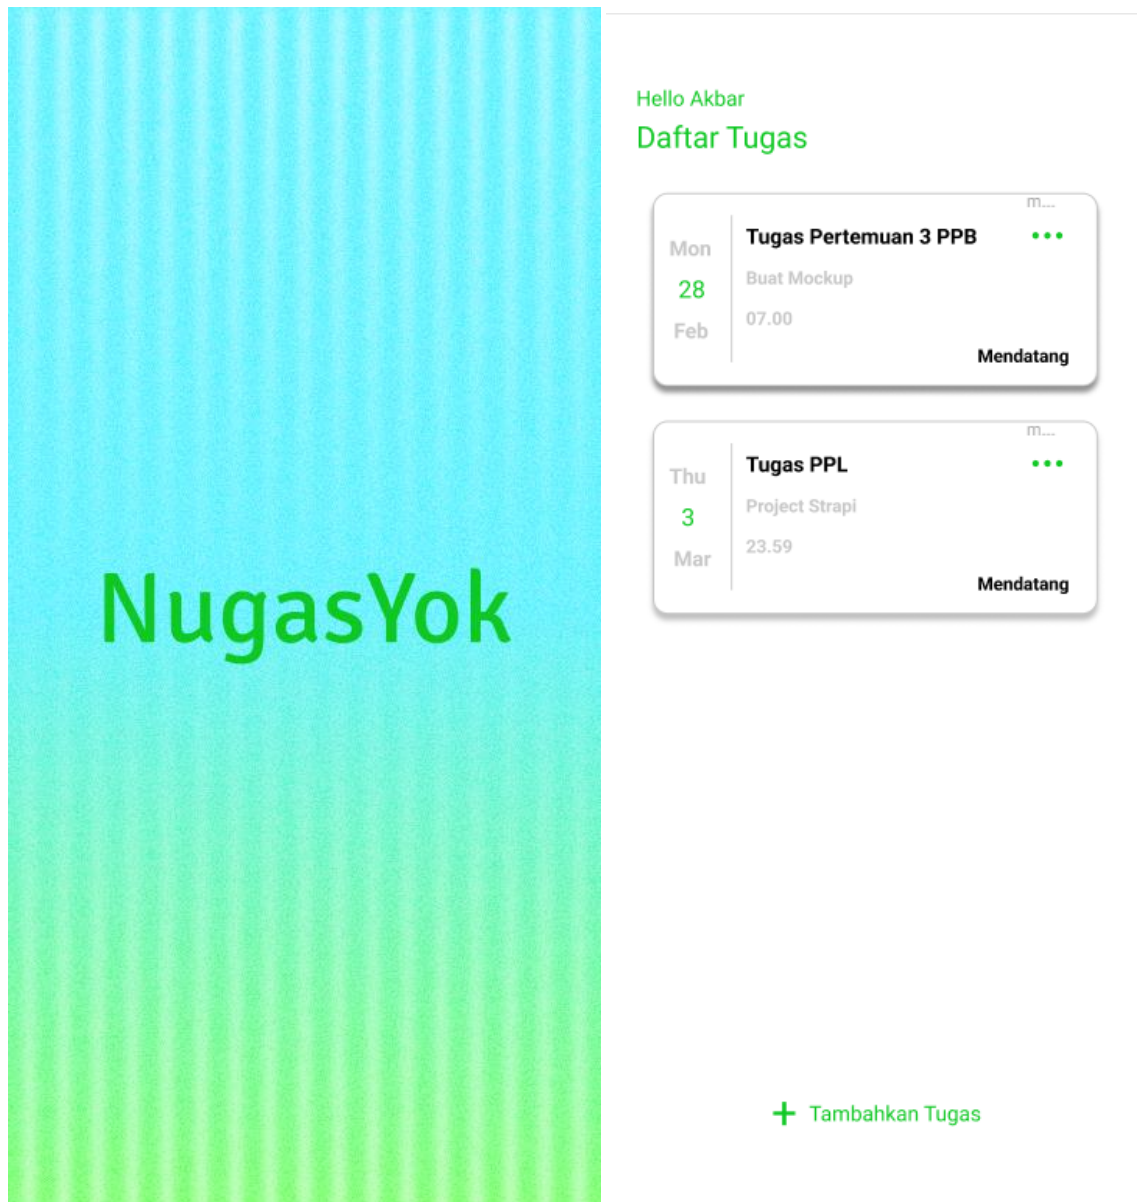 NugasYok
Hello Akbar
Daftar Tugas
m...
Mon
28
Feb
Tugas Pertemuan 3 PPB
Buat Mockup
07.00
Mendatang
m...
Thu
3
Mar
Tugas PPL
Project Strapi
23.59
Mendatang
+ Tambahkan Tugas